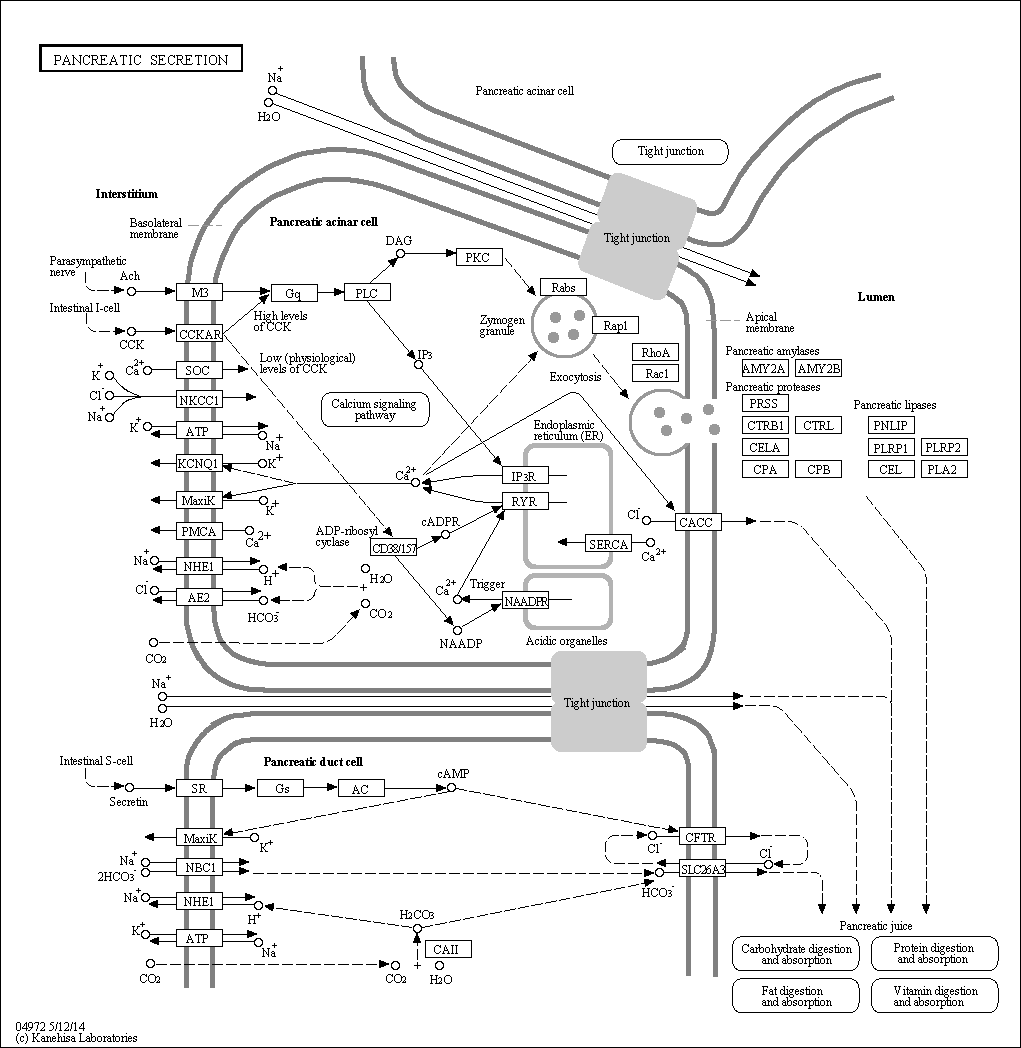 PANCREATIC SECRETION
Na+
H2O
Pancreatic acinar cell
Tight junction
Interstitium
Basolateral
membrane
Pancreatic acinar cell
Tight junction
Parasympathetic
nerve
Ach
M3
Gq
PLC
DAG
PKC
Rabs
Lumen
Intestinal I-cell
CCK
CCKAR
High levels
of CCK
Zymogen
granule
Rap1
Apical
membrane
Ca2+
SOC
Low (physiological)
levels of CCK
IP3
RhoA
Rac1
Exocytosis
Pancreatic amylases
AMY2A
AMY2B
Pancreatic proteases
PRSS
CTRB1
CTRL
CELA
CPA
CPB
Pancreatic lipases
PNLIP
PLRP1
PLRP2
CEL
PLA2
K+
Cl-
Na+
NKCC1
Calcium signaling
pathway
K+
ATP
Na+
Endoplasmic
reticulum (ER)
KCNQ1
K+
Ca2+
IP3R
MaxiK
K+
RYR
PMCA
Ca2+
ADP-ribosyl
cyclase
cADPR
CD38/157
Cl-
CACC
SERCA
Ca2+
Na+
NHE1
H+
H2O
Cl-
AE2
HCO3-
+
CO2
Ca2+
Trigger
NAADPR
CO2
NAADP
Acidic organelles
Na+
H2O
Tight junction
Intestinal S-cell
Pancreatic duct cell
Secretin
SR
Gs
AC
cAMP
MaxiK
K+
Cl-
CFTR
Cl-
Na+
2HCO3-
NBC1
HCO3-
SLC26A3
Na+
NHE1
H+
H2CO3
K+
ATP
Na+
CAII
CO2
CO2
+
H2O
Pancreatic juice
Carbohydrate digestion
and absorption
Protein digestion
and absorption
Fat digestion
and absorption
Vitamin digestion
and absorption
04972 5/12/14
(c) Kanehisa Laboratories